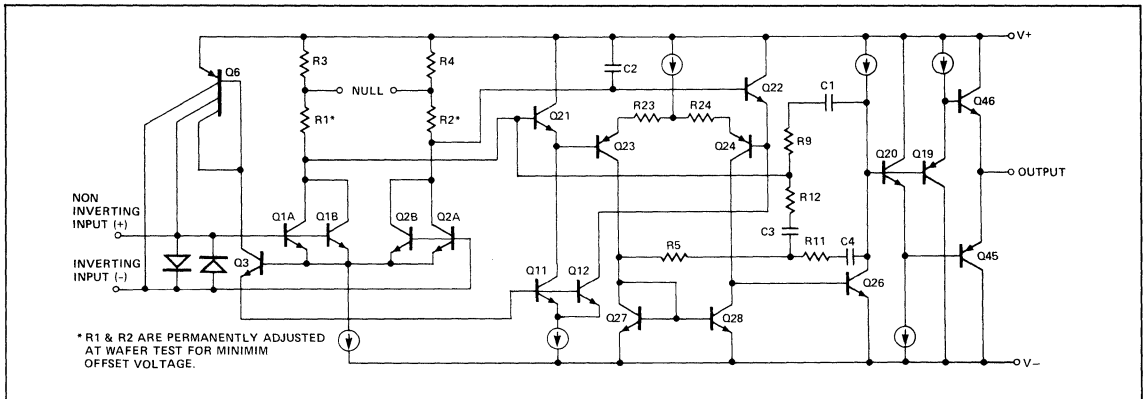 V+
Q6
R3
R4
C2
Q22
C1
Q46
NULL
R23
R24
R1*
R2*
Q21
Q23
Q24
R9
Q20
Q19
OUTPUT
R12
NON
INVERTING
INPUT (+)
Q1A
Q1B
Q2B
Q2A
C3
R11
C4
Q45
INVERTING
INPUT (-)
Q3
R5
Q11
Q12
Q26
Q27
Q28
* R1 & R2 ARE PERMANENTLY ADJUSTED
AT WAFER TEST FOR MINIMIM
OFFSET VOLTAGE.
V-